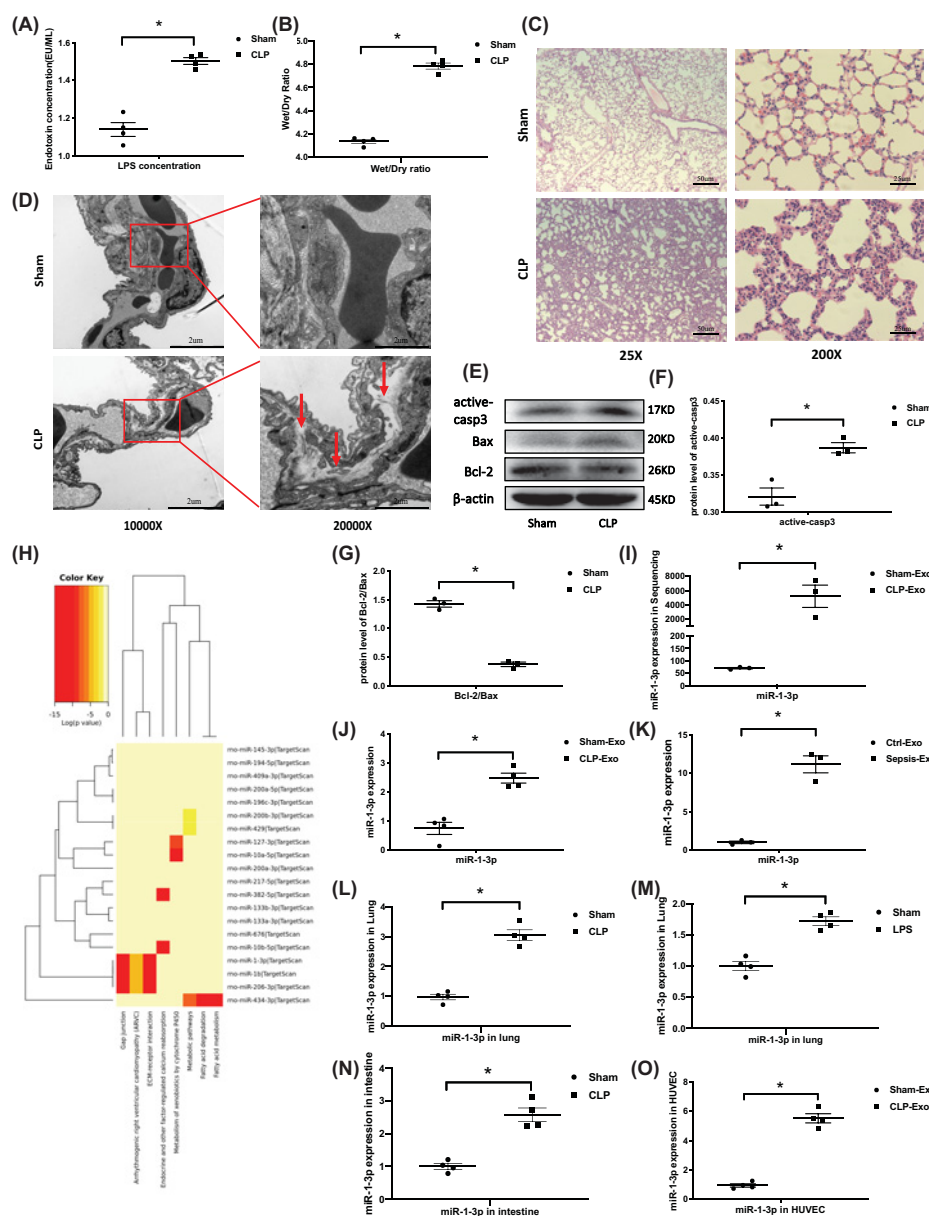 (A)
*
Sham
CLP
Endotoxin concentration(EU/ML)
1.6
1.4
1.2
1.0
LPS concentration
(B)
*
Sham
CLP
Wet/Dry Ratio
5.0
4.8
4.6
4.4
4.2
4.0
Wet/Dry ratio
(C)
Sham
50um
25um
CLP
50um
25um
25X
200X
(D)
Sham
2um
2um
CLP
2um
2um
10000X
20000X
(E)
active-
casp3
17KD
Bax
20KD
Bcl-2
26KD
β-actin
45KD
Sham
CLP
(F)
*
Sham
CLP
protein level of active-casp3
0.45
0.40
0.35
0.30
active-casp3
(H)
Color Key
-15
-5
0
Log(p value)
rno-miR-145-3p|TargetScan
rno-miR-194-5p|TargetScan
rno-miR-409a-3p|TargetScan
rno-miR-200a-5p|TargetScan
rno-miR-196c-3p|TargetScan
rno-miR-200b-3p|TargetScan
rno-miR-429|TargetScan
rno-miR-127-3p|TargetScan
rno-miR-10a-5p|TargetScan
rno-miR-200a-3p|TargetScan
rno-miR-217-5p|TargetScan
rno-miR-382-5p|TargetScan
rno-miR-133b-3p|TargetScan
rno-miR-133a-3p|TargetScan
rno-miR-676|TargetScan
rno-miR-10b-5p|TargetScan
rno-miR-1-3p|TargetScan
rno-miR-1b|TargetScan
rno-miR-206-3p|TargetScan
rno-miR-434-3p|TargetScan
Gap junction
Arrhythmogenic right ventricular cardiomyopathy (ARVC)
ECM-receptor interaction
Endocrine and other factor-regulated calcium reabsorption
Metabolism of xenobiotics by cytochrome P450
Metabolic pathways
Fatty acid degradation
Fatty acid metabolism
(G)
*
Sham
CLP
protein level of Bcl-2/Bax
2.0
1.5
1.0
0.5
0.0
Bcl-2/Bax
(I)
*
Sham-Exo
CLP-Exo
miR-1-3p expression in Sequencing
8000
6000
4000
2000
100
50
0
miR-1-3p
(J)
*
Sham-Exo
CLP-Exo
miR-1-3p expression
4
3
2
1
0
miR-1-3p
(K)
*
Ctrl-Exo
Sepsis-Ex
miR-1-3p expression
15
10
5
0
miR-1-3p
(L)
*
Sham
CLP
miR-1-3p expression in Lung
4
3
2
1
0
miR-1-3p in lung
(M)
*
Sham
LPS
miR-1-3p expression in Lung
2.0
1.5
1.0
0.5
0.0
miR-1-3p in lung
(N)
*
Sham
CLP
miR-1-3p expression in intestine
4
3
2
1
0
miR-1-3p in intestine
(O)
*
Sham-Ex
CLP-Exo
miR-1-3p expression in HUVEC
8
6
4
2
0
miR-1-3p in HUVEC